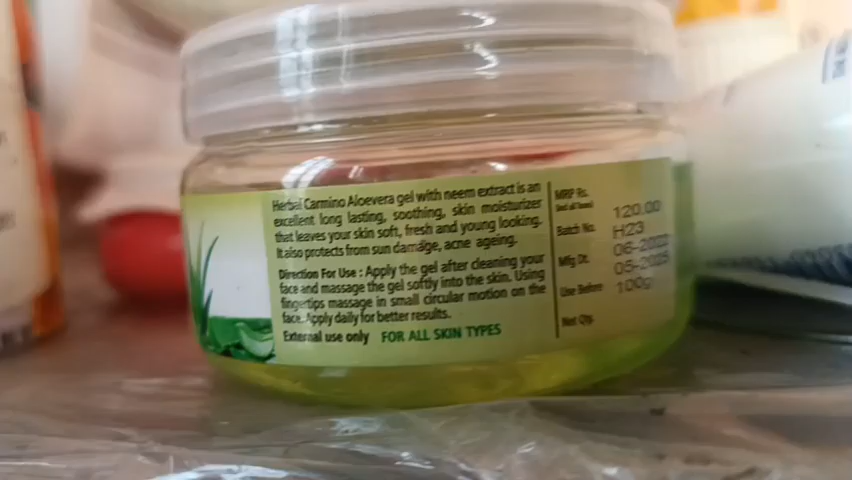 Herbal Carmino Aloevera gel with neem extract is an
excellent long lasting, soothing, skin moisturizer
that leaves your skin soft, fresh and young looking.
It also protects from sun damage, acne ageing.
Direction For Use : Apply the gel after cleaning your
face and massage the gel softly into the skin. Using
fingertips massage in small circular motion on the
face. Apply daily for better results.
External use only FOR ALL SKIN TYPES
MRP Rs. 120.00
Batch No. H23
Mfg Dt. 06-2022
Use Before 05-2025
Net Qty. 100g